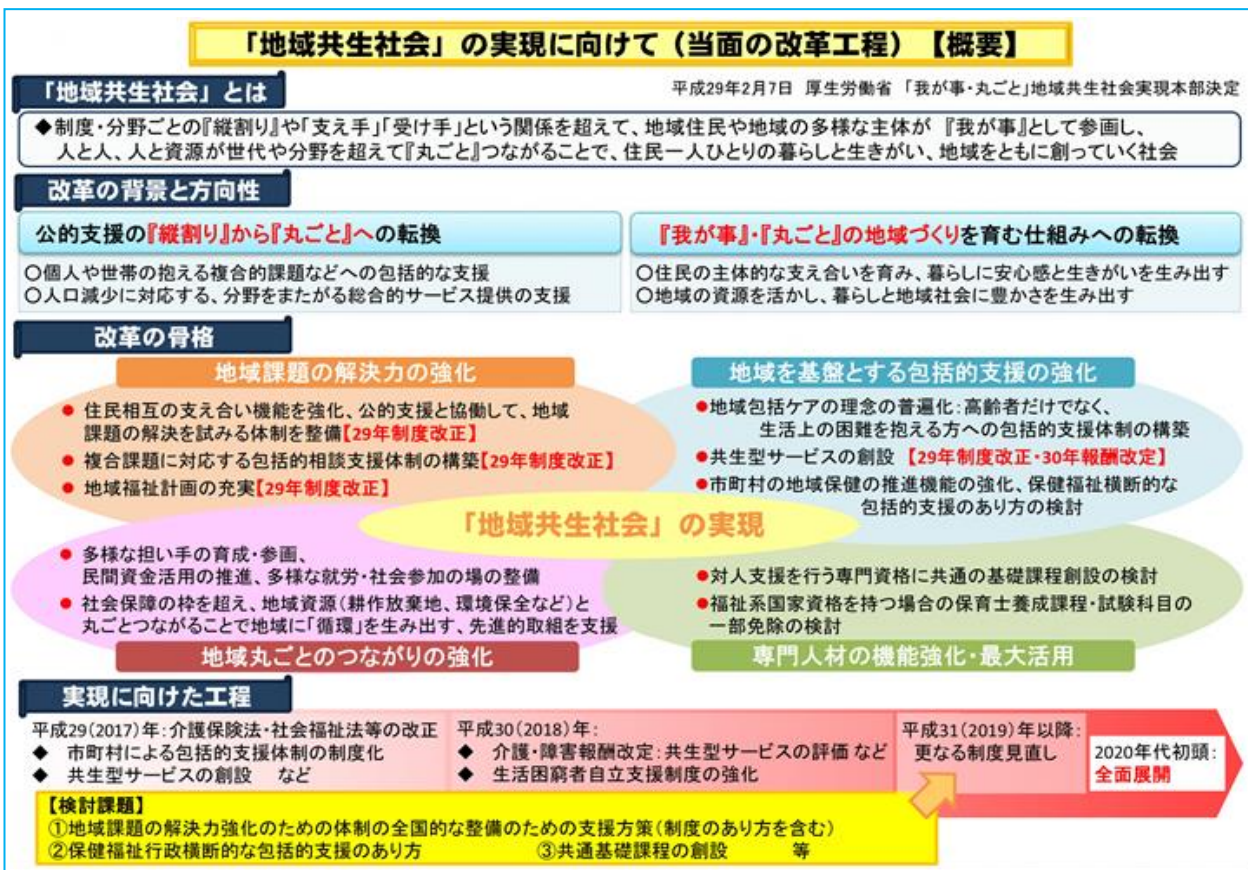 「地域共生社会」の実現に向けて（当面の改革工程）【概要】
「地域共生社会」とは
平成29年2月7日 厚生労働省 「我が事・丸ごと」地域共生社会実現本部決定
◆制度・分野ごとの『縦割り』や「支え手」「受け手」という関係を超えて、地域住民や地域の多様な主体が 『我が事』として参画し、
人と人、人と資源が世代や分野を超えて『丸ごと』つながることで、住民一人ひとりの暮らしと生きがい、地域をともに創っていく社会
改革の背景と方向性
公的支援の『縦割り』から『丸ごと』への転換
○個人や世帯の抱える複合的課題などへの包括的な支援
○人口減少に対応する、分野をまたがる総合的サービス提供の支援
『我が事』・『丸ごと』の地域づくりを育む仕組みへの転換
○住民の主体的な支え合いを育み、暮らしに安心感と生きがいを生み出す
○地域の資源を活かし、暮らしと地域社会に豊かさを生み出す
改革の骨格
地域課題の解決力の強化
● 住民相互の支え合い機能を強化、公的支援と協働して、地域
課題の解決を試みる体制を整備【29年制度改正】
● 複合課題に対応する包括的相談支援体制の構築【29年制度改正】
● 地域福祉計画の充実【29年制度改正】
地域を基盤とする包括的支援の強化
●地域包括ケアの理念の普遍化：高齢者だけでなく、
生活上の困難を抱える方への包括的支援体制の構築
●共生型サービスの創設 【29年制度改正・30年報酬改定】
●市町村の地域保健の推進機能の強化、保健福祉横断的な
包括的支援のあり方の検討
「地域共生社会」の実現
● 多様な担い手の育成・参画、
民間資金活用の推進、多様な就労・社会参加の場の整備
● 社会保障の枠を超え、地域資源（耕作放棄地、環境保全など）と
丸ごとつながることで地域に「循環」を生み出す、先進的取組を支援
地域丸ごとのつながりの強化
●対人支援を行う専門資格に共通の基礎課程創設の検討
●福祉系国家資格を持つ場合の保育士養成課程・試験科目の
一部免除の検討
専門人材の機能強化・最大活用
実現に向けた工程
平成29（2017）年：介護保険法・社会福祉法等の改正
◆ 市町村による包括的支援体制の制度化
◆ 共生型サービスの創設 など
平成30（2018）年：
◆ 介護・障害報酬改定：共生型サービスの評価 など
◆ 生活困窮者自立支援制度の強化
平成31（2019）年以降：
更なる制度見直し
2020年代初頭：
全面展開
【検討課題】
①地域課題の解決力強化のための体制の全国的な整備のための支援方策（制度のあり方を含む）
②保健福祉行政横断的な包括的支援のあり方 ③共通基礎課程の創設 等